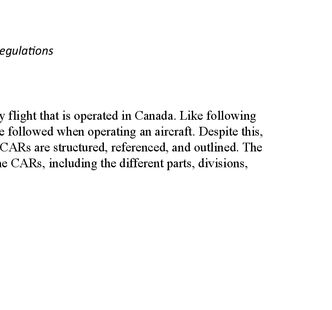 egulations
y flight that is operated in Canada. Like following
e followed when operating an aircraft. Despite this,
CARs are structured, referenced, and outlined. The
e CARs, including the different parts, divisions,